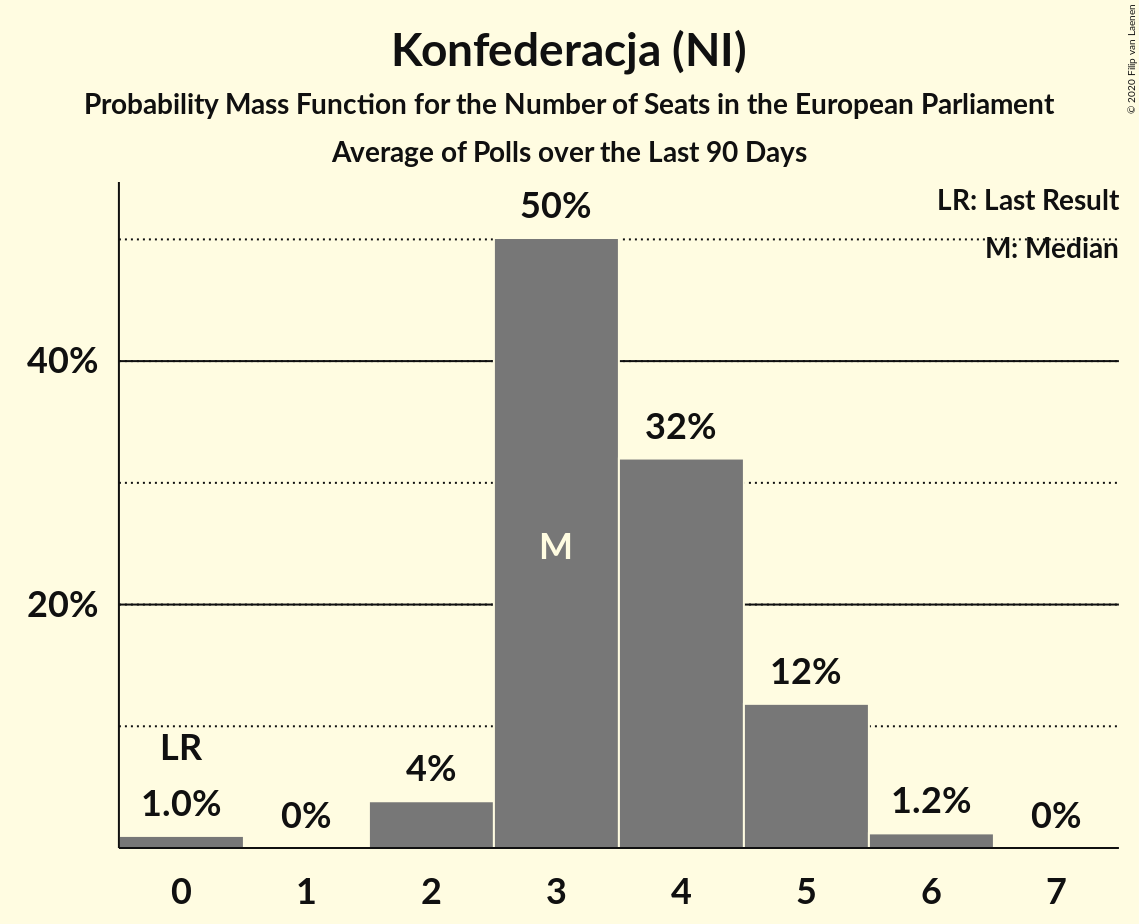 Konfederacja (NI)
Probability Mass Function for the Number of Seats in the European Parliament
Average of Polls over the Last 90 Days
© 2020 Filip van Laenen
LR: Last Result
M: Median
50%
40%
32%
M
20%
12%
LR
4%
1.0%
0%
1.2%
0%
0 1 2 3 4 5 6 7